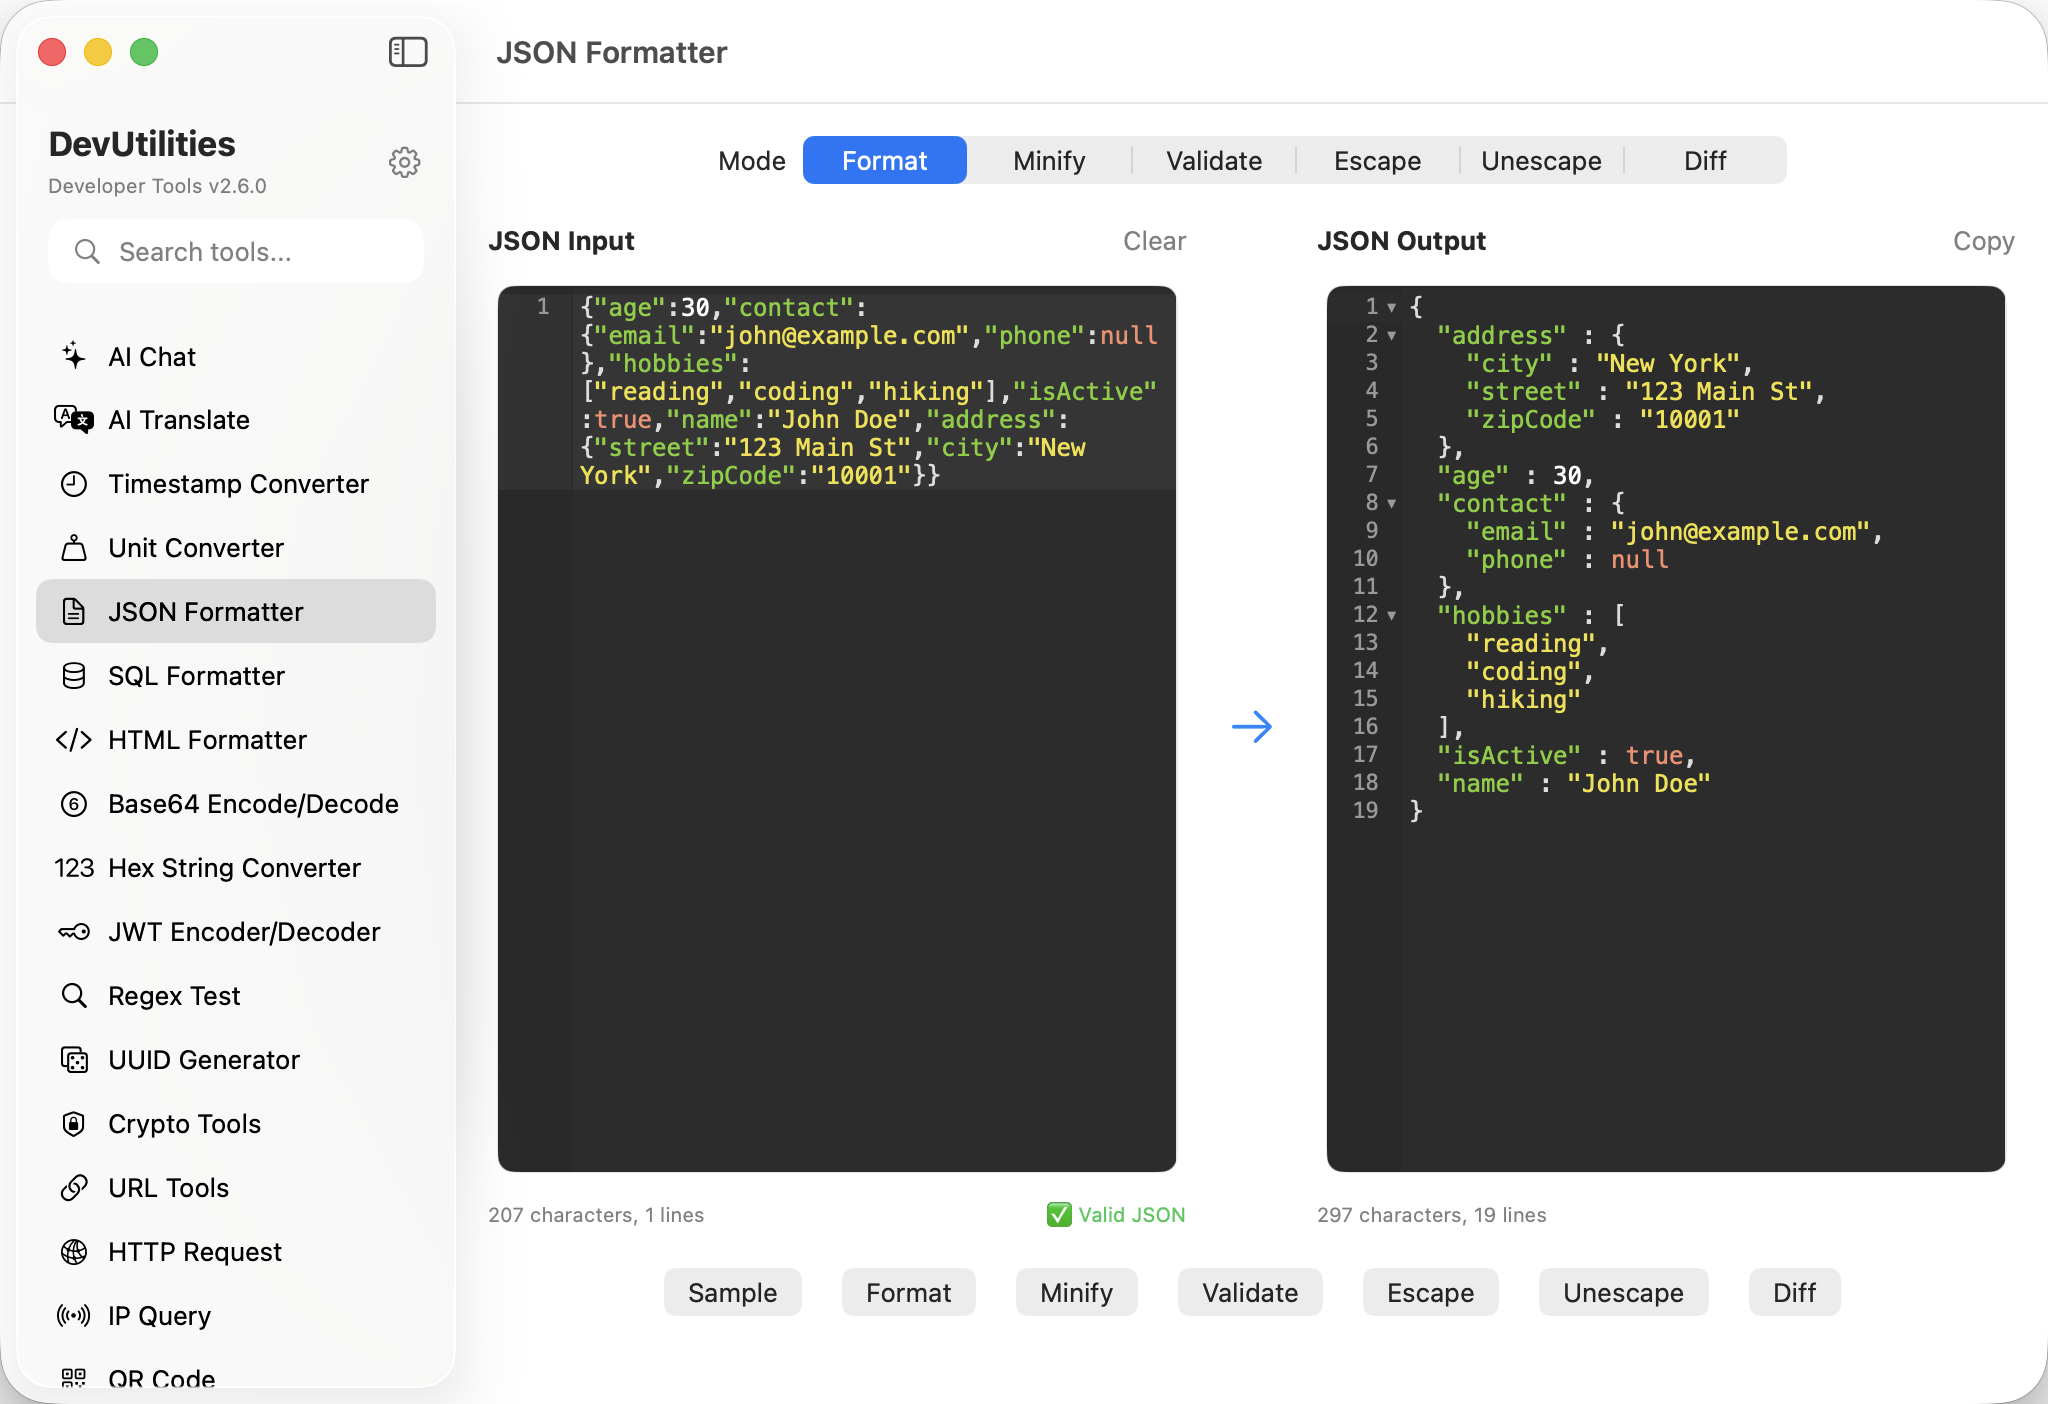 JSON Formatter
DevUtilities
Developer Tools v2.6.0
Search tools...
AI Chat
AI Translate
Timestamp Converter
Unit Converter
JSON Formatter
SQL Formatter
HTML Formatter
Base64 Encode/Decode
123 Hex String Converter
JWT Encoder/Decoder
Regex Test
UUID Generator
Crypto Tools
URL Tools
HTTP Request
IP Query
QR Code
Mode Format Minify Validate Escape Unescape Diff
JSON Input Clear
1 {"age":30,"contact":
{"email":"john@example.com","phone":null
},"hobbies":
["reading","coding","hiking"],"isActive"
:true,"name":"John Doe","address":
{"street":"123 Main St","city":"New
York","zipCode":"10001"}}
207 characters, 1 lines
✅ Valid JSON
JSON Output Copy
1 {
2 "address" : {
3 "city" : "New York",
4 "street" : "123 Main St",
5 "zipCode" : "10001"
6 },
7 "age" : 30,
8 "contact" : {
9 "email" : "john@example.com",
10 "phone" : null
11 },
12 "hobbies" : [
13 "reading",
14 "coding",
15 "hiking"
16 ],
17 "isActive" : true,
18 "name" : "John Doe"
19 }
297 characters, 19 lines
Sample Format Minify Validate Escape Unescape Diff